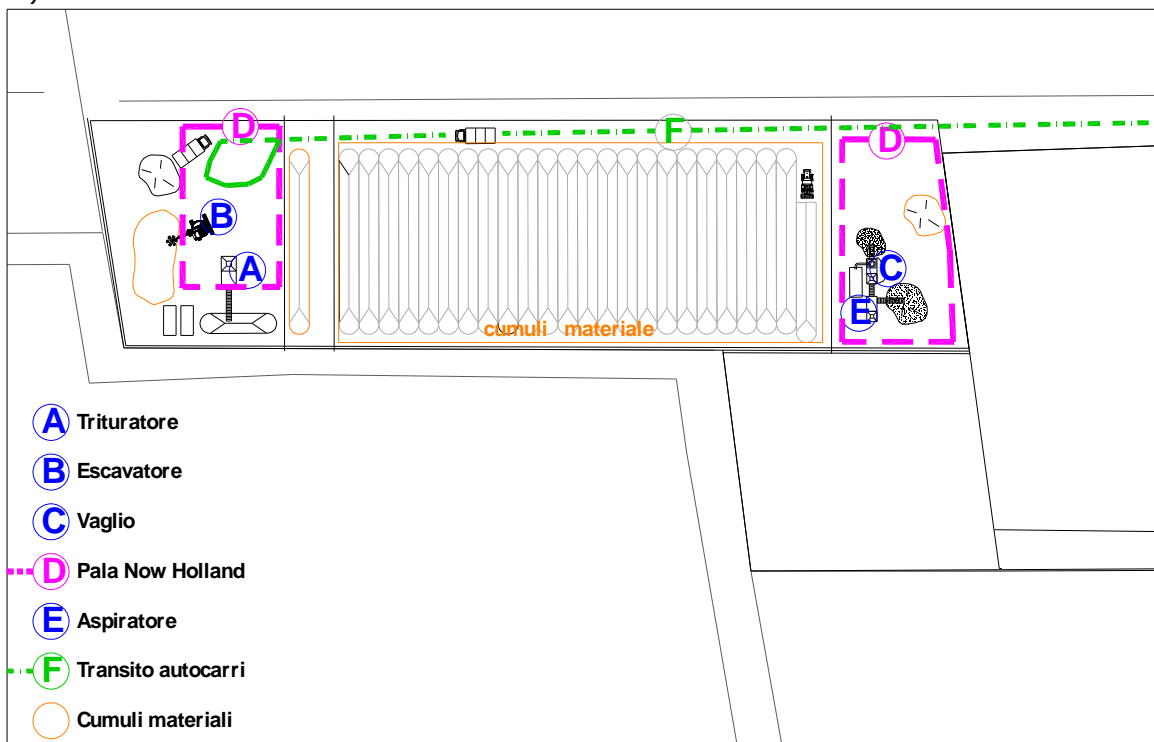 )
D
F
D
B
A
C
E
cumuli materiale
A Trituratore
B Escavatore
C Vaglio
D Pala Now Holland
E Aspiratore
F Transito autocarri
Cumuli materiali